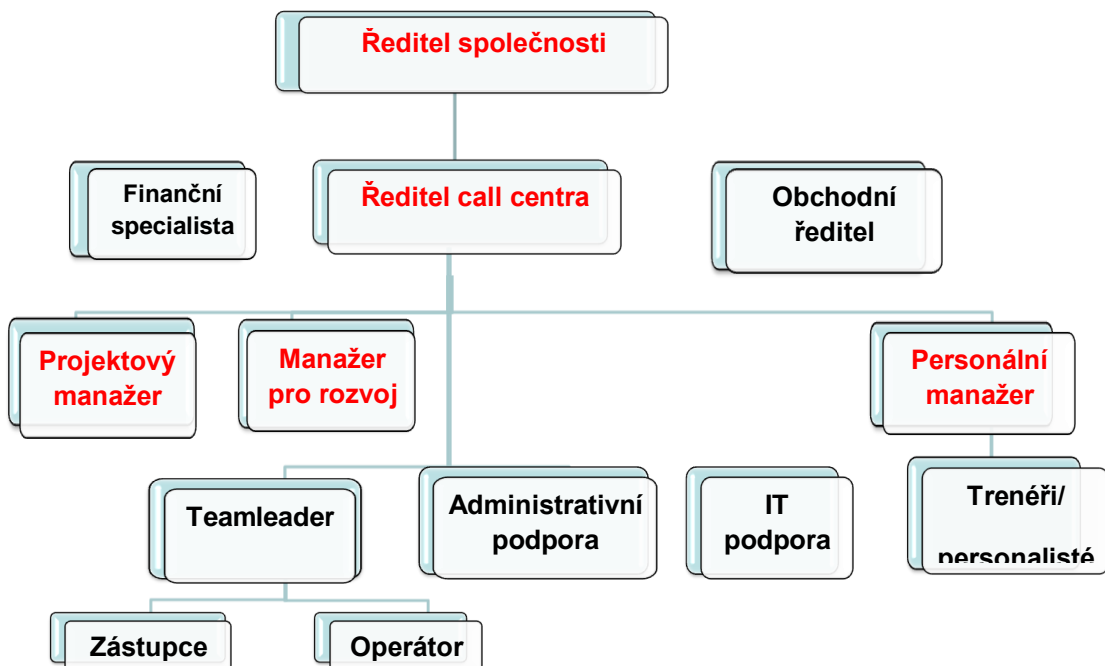 Ředitel společnosti
Finanční
specialista
Ředitel call centra
Obchodní
ředitel
Projektový
manažer
Manažer
pro rozvoj
Personální
manažer
Teamleader
Administrativní
podpora
IT
podpora
Trenéři/
personalisté
Zástupce
Operátor